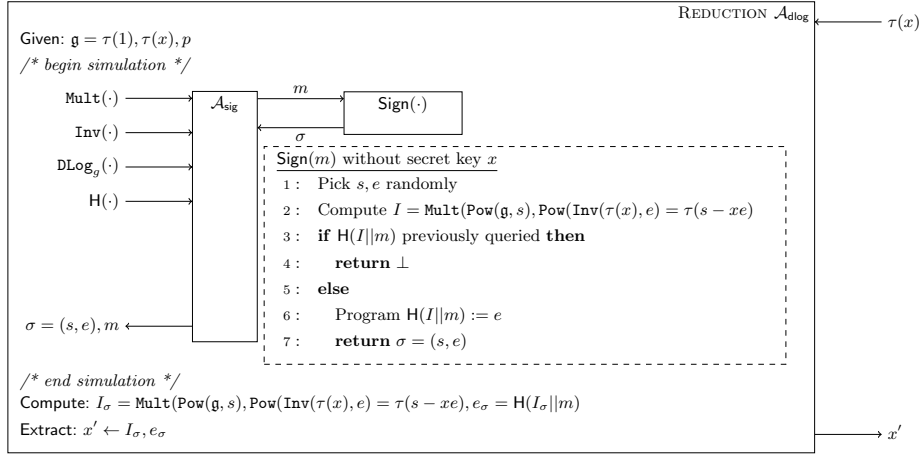 REDUCTION 𝒜_dlog
τ(x)
Given: 𝔤 = τ(1), τ(x), p
/* begin simulation */
Mult(·)
Inv(·)
DLog_g(·)
H(·)
𝒜_sig
m
σ
Sign(·)
Sign(m) without secret key x
1 : Pick s, e randomly
2 : Compute I = Mult(Pow(𝔤, s), Pow(Inv(τ(x), e) = τ(s − xe)
3 : if H(I||m) previously queried then
4 : return ⊥
5 : else
6 : Program H(I||m) := e
7 : return σ = (s, e)
σ = (s, e), m
/* end simulation */
Compute: I_σ = Mult(Pow(𝔤, s), Pow(Inv(τ(x), e) = τ(s − xe), e_σ = H(I_σ||m)
Extract: x′ ← I_σ, e_σ
x′